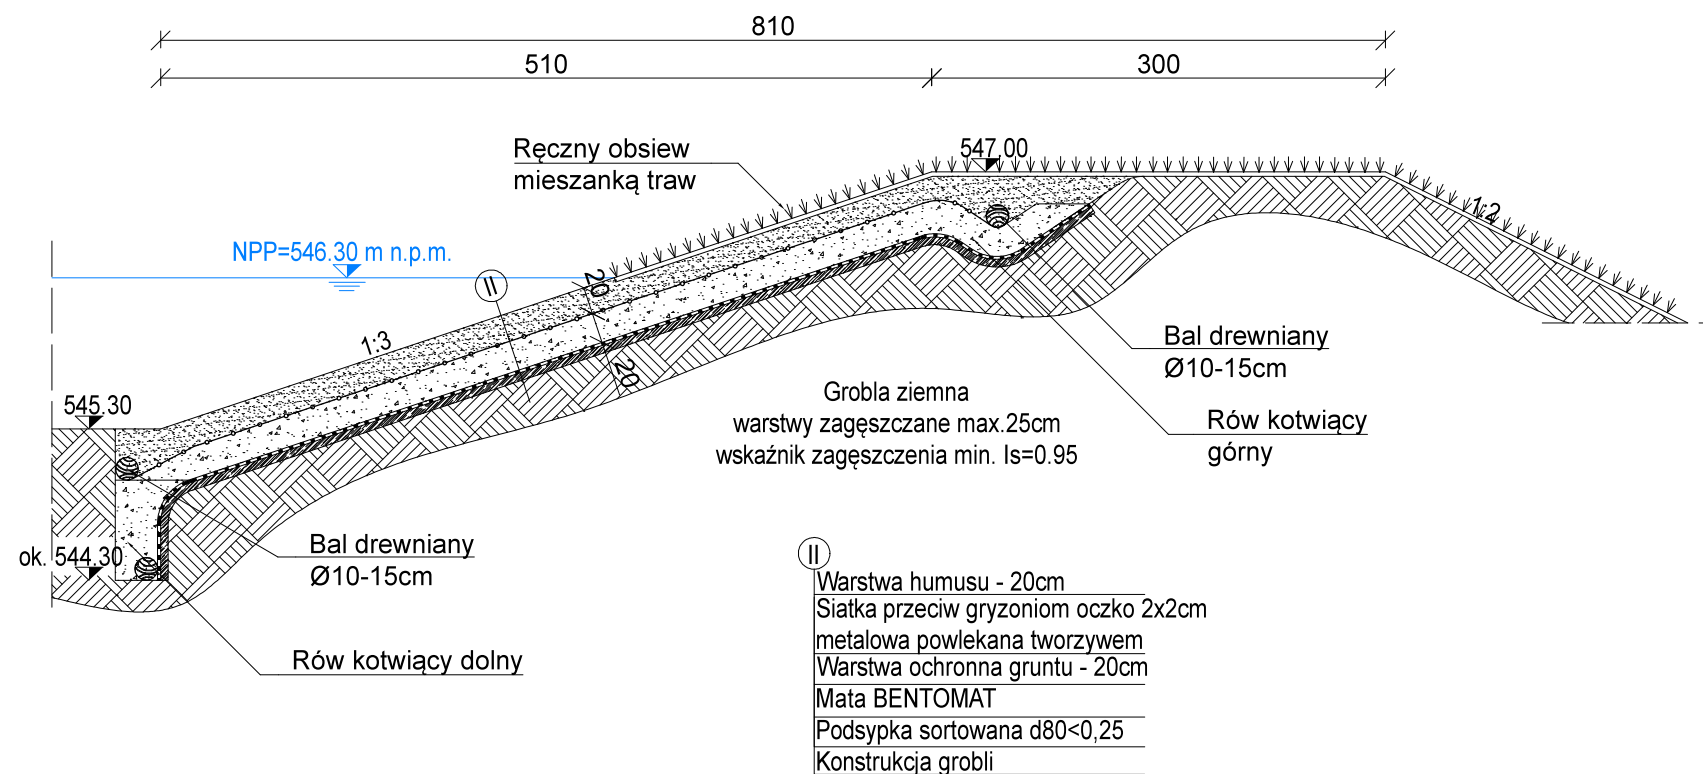 810
510
300
Ręczny obsiew
mieszanką traw
547.00
1:2
NPP=546.30 m n.p.m.
II
20
1:3
20
Bal drewniany
Ø10-15cm
Grobla ziemna
warstwy zagęszczane max.25cm
wskaźnik zagęszczenia min. Is=0.95
545.30
Rów kotwiący
górny
ok. 544.30
Bal drewniany
Ø10-15cm
Rów kotwiący dolny
II
Warstwa humusu - 20cm
Siatka przeciw gryzoniom oczko 2x2cm
metalowa powlekana tworzywem
Warstwa ochronna gruntu - 20cm
Mata BENTOMAT
Podsypka sortowana d80<0,25
Konstrukcja grobli